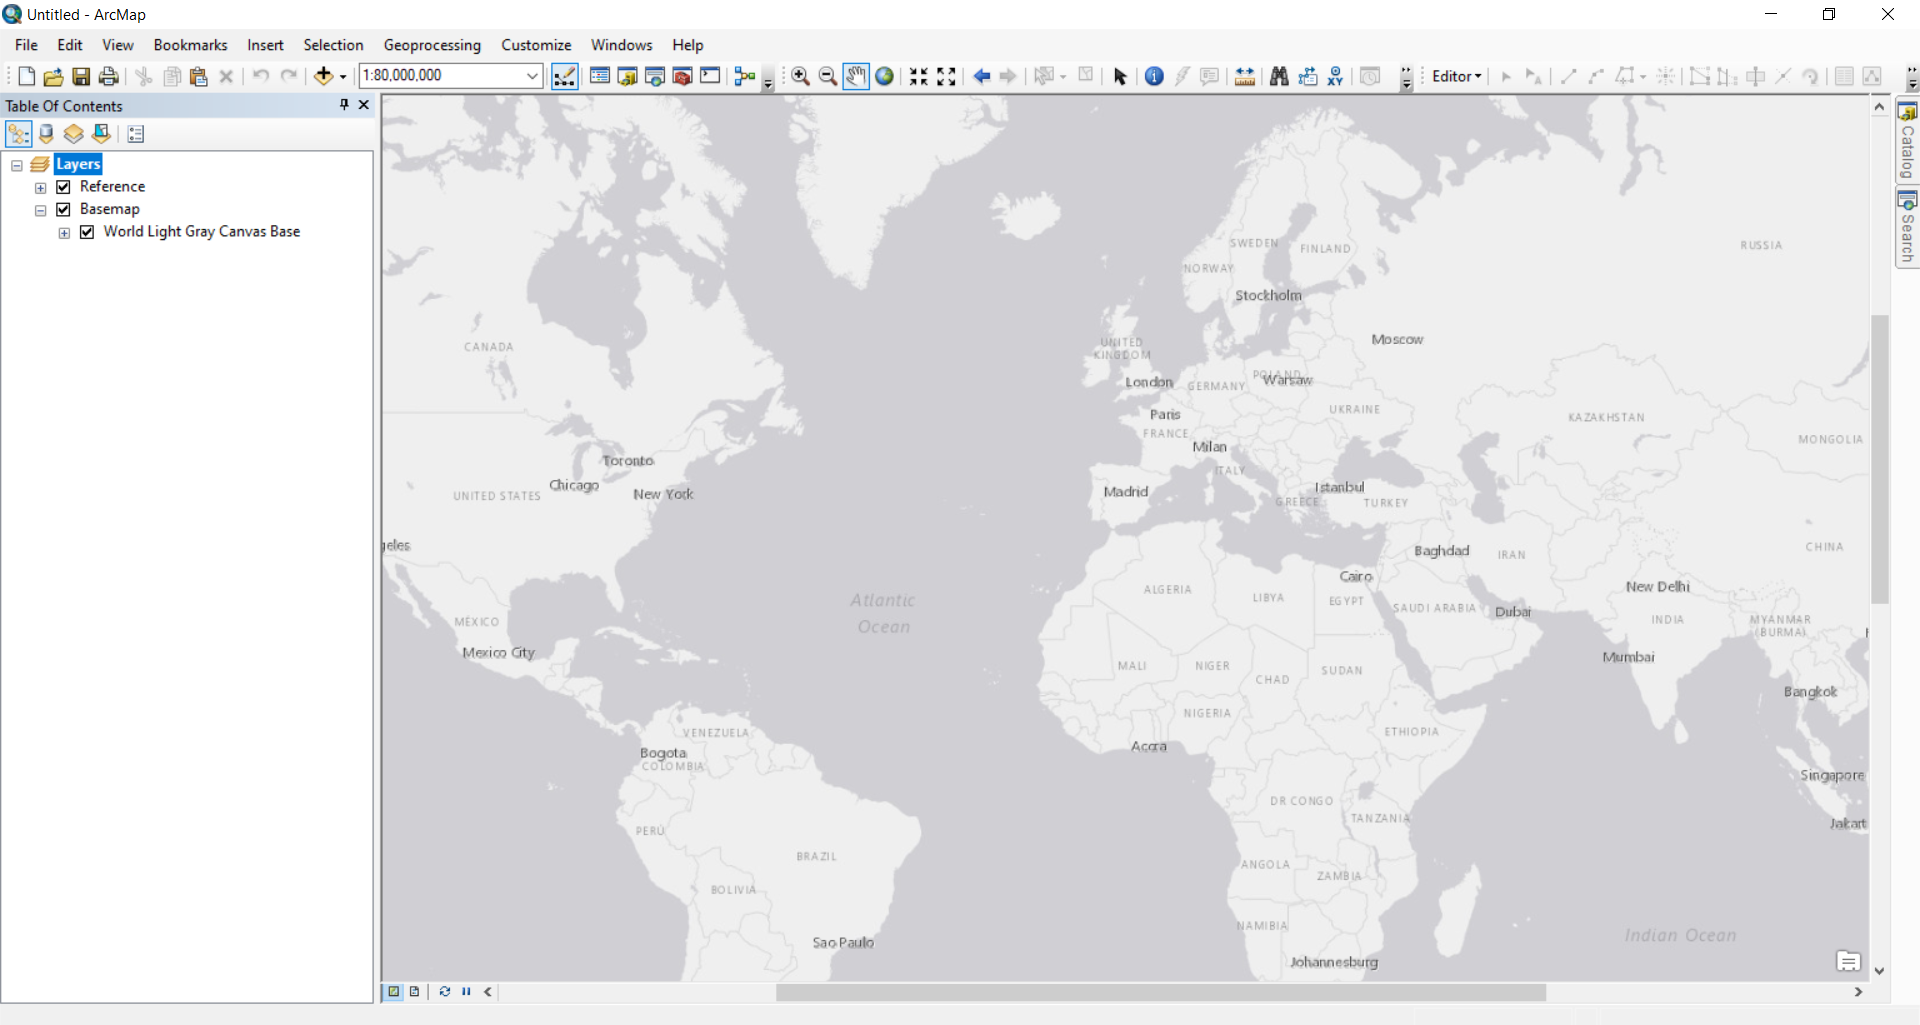 Untitled - ArcMap
File Edit View Bookmarks Insert Selection Geoprocessing Customize Windows Help
1:80,000,000
XY
Editor
Table Of Contents
Layers
Reference
Basemap
World Light Gray Canvas Base
Catalog
Search
SWEDEN
FINLAND
RUSSIA
NORWAY
Stockholm
Moscow
CANADA
UNITED
KINGDOM
London
GERMANY
POLAND
Warsaw
Paris
UKRAINE
KAZAKHSTAN
FRANCE
MONGOLIA
Milan
Toronto
ITALY
Chicago
New York
UNITED STATES
Madrid
Istanbul
GREECE
TURKEY
geles
Baghdad
IRAN
CHINA
Cairo
New Delhi
ALGERIA
LIBYA
EGYPT
SAUDI ARABIA
Dubai
INDIA
MYANMAR
(BURMA)
Atlantic
Ocean
MÉXICO
Mexico City
Mumbai
MALI
NIGER
CHAD
SUDAN
Bangkok
NIGERIA
VENEZUELA
ETHIOPIA
Accra
Bogota
COLOMBIA
Singapore
DR CONGO
TANZANIA
Jakart
PERÚ
BRAZIL
ANGOLA
ZAMBIA
BOLIVIA
NAMIBIA
Sao Paulo
Indian Ocean
Johannesburg